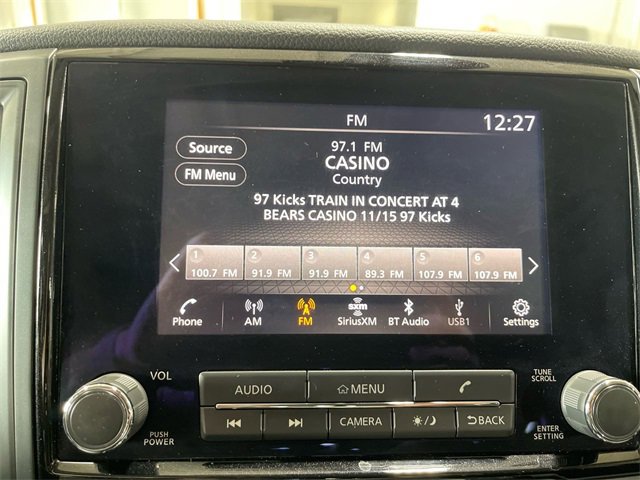 FM
12:27
Source
97.1 FM
CASINO
FM Menu
Country
97 Kicks TRAIN IN CONCERT AT 4
BEARS CASINO 11/15 97 Kicks
1 2 3 4 5 6
100.7 FM 91.9 FM 91.9 FM 89.3 FM 107.9 FM 107.9 FM
sxm
Phone AM FM SiriusXM BT Audio USB1 Settings
VOL
AUDIO MENU
TUNE
SCROLL
PUSH
POWER
CAMERA
BACK
ENTER
SETTING